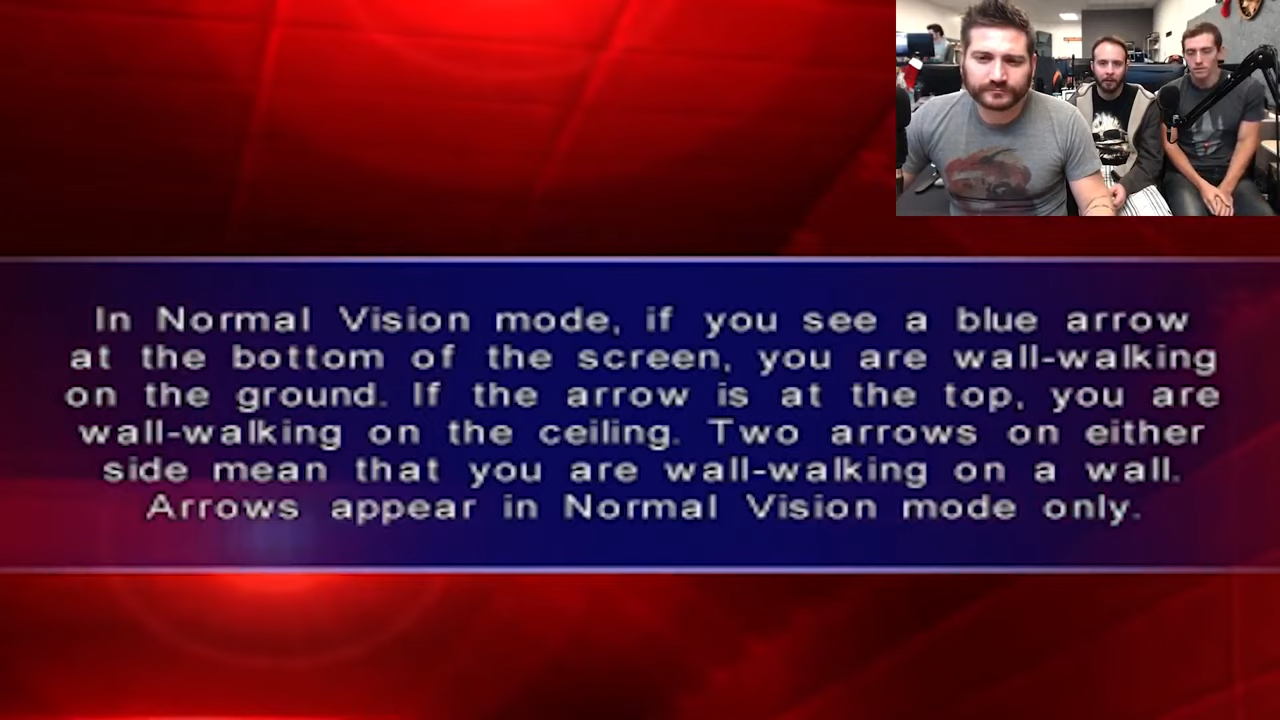 In Normal Vision mode, if you see a blue arrow
at the bottom of the screen, you are wall-walking
on the ground. If the arrow is at the top, you are
wall-walking on the ceiling. Two arrows on either
side mean that you are wall-walking on a wall.
Arrows appear in Normal Vision mode only.